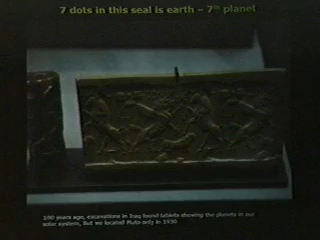 7 dots in this seal is earth – 7th planet
100 years ago, excavations in Iraq found tablets showing the planets in our
solar system, But we located Pluto only in 1930